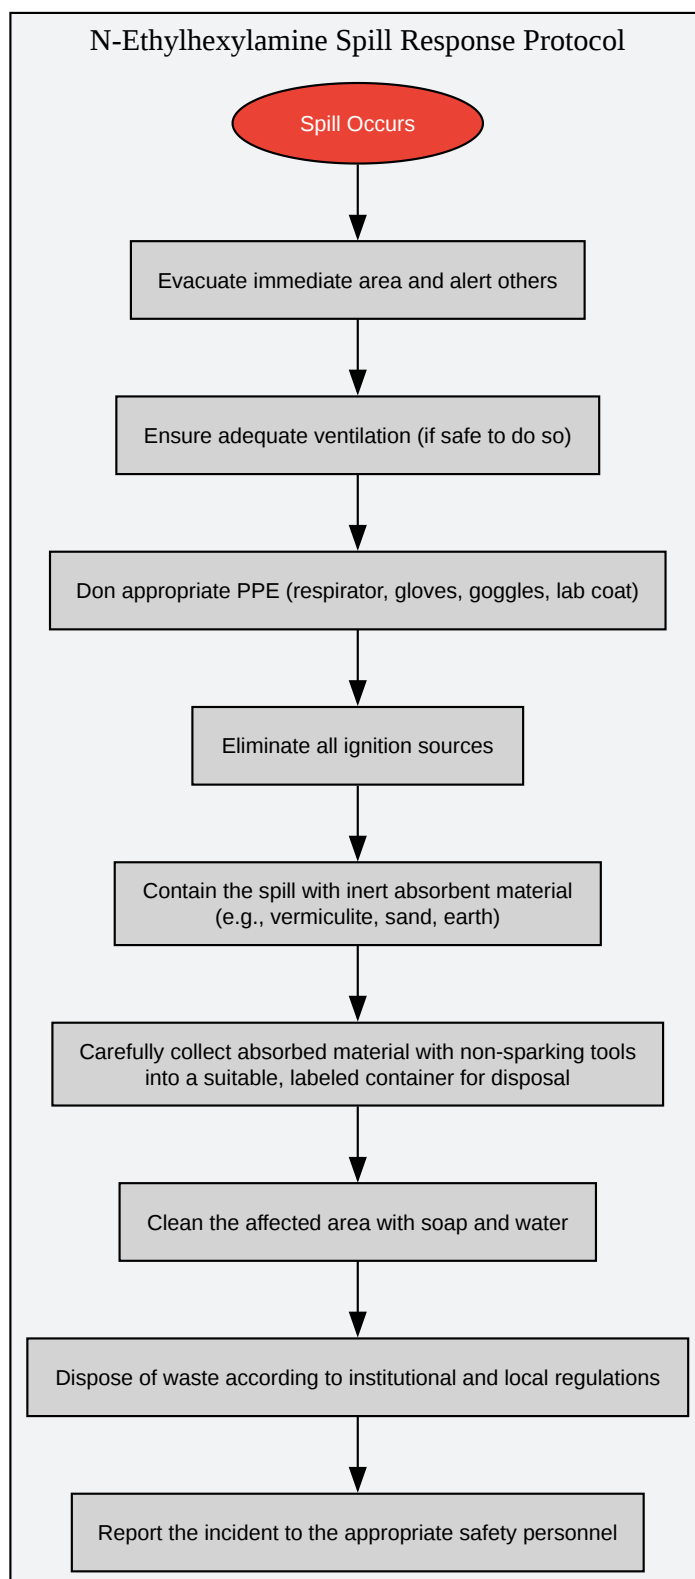 N-Ethylhexylamine Spill Response Protocol
Spill Occurs
Evacuate immediate area and alert others
Ensure adequate ventilation (if safe to do so)
Don appropriate PPE (respirator, gloves, goggles, lab coat)
Eliminate all ignition sources
Contain the spill with inert absorbent material
(e.g., vermiculite, sand, earth)
Carefully collect absorbed material with non-sparking tools
into a suitable, labeled container for disposal
Clean the affected area with soap and water
Dispose of waste according to institutional and local regulations
Report the incident to the appropriate safety personnel